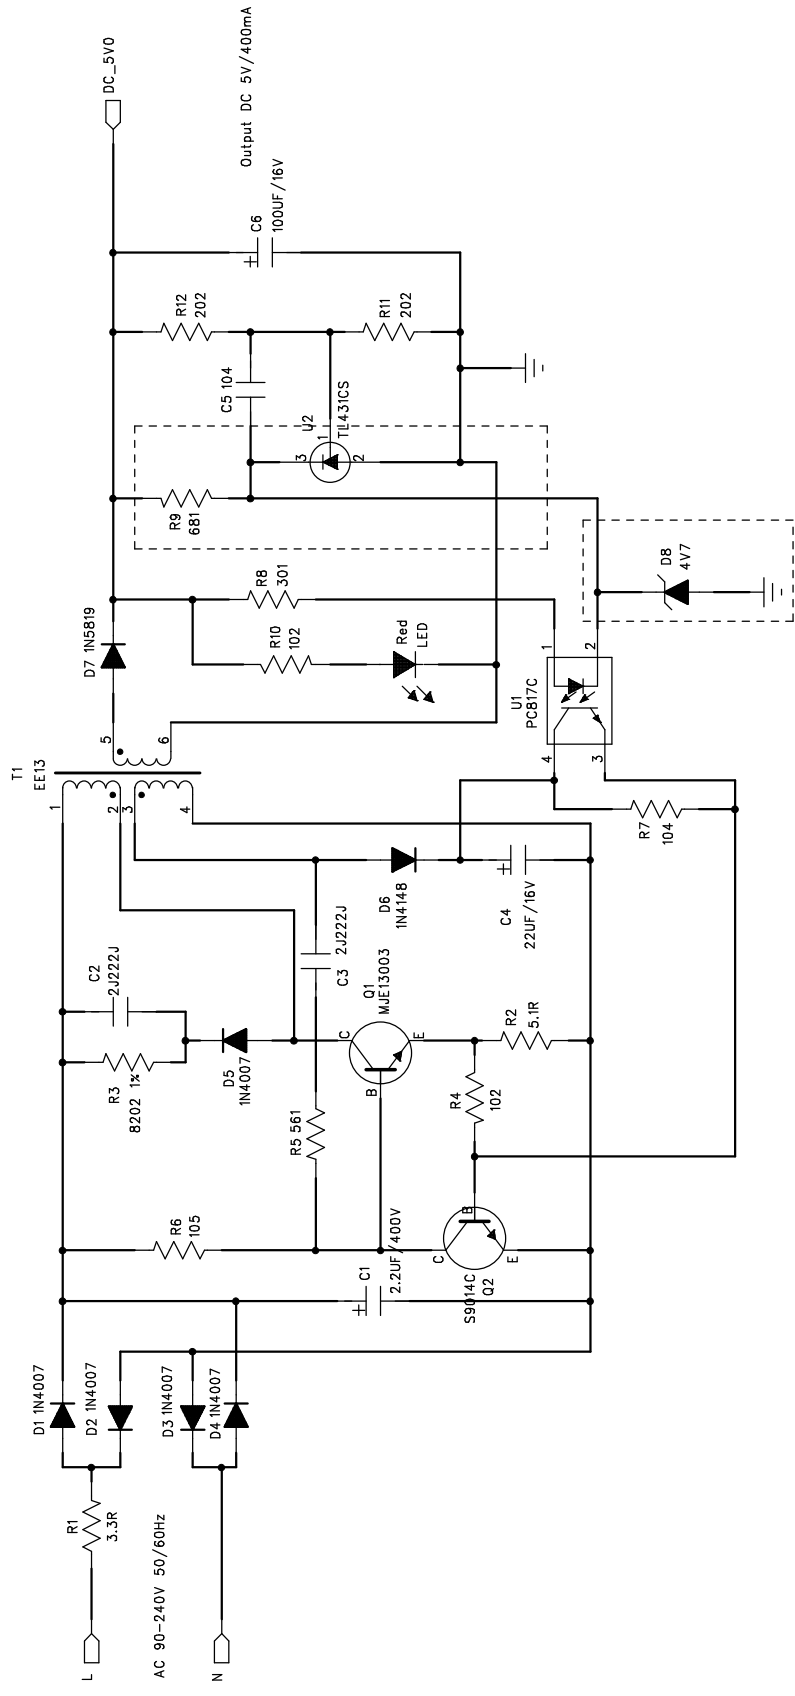 L
N
AC 90-240V 50/60Hz
R1
3.3R
D1 1N4007
D2 1N4007
D3 1N4007
D4 1N4007
C1
2.2UF/400V
R6
105
R3
8202 1%
C2
2J222J
D5
1N4007
R5 561
C3
2J222J
Q1
MJE13003
C
B
E
S9014C
Q2
C
B
E
R4
102
R2
5.1R
D6
1N4148
C4
22UF/16V
T1
EE13
1
2
3
4
5
6
D7 1N5819
R10
102
Red
LED
R8
301
U1
PC817C
1
2
3
4
R7
104
D8
4V7
R9
681
C5 104
U2
TL431CS
1
2
3
R12
202
R11
202
C6
100UF/16V
Output DC 5V/400mA
DC_5V0